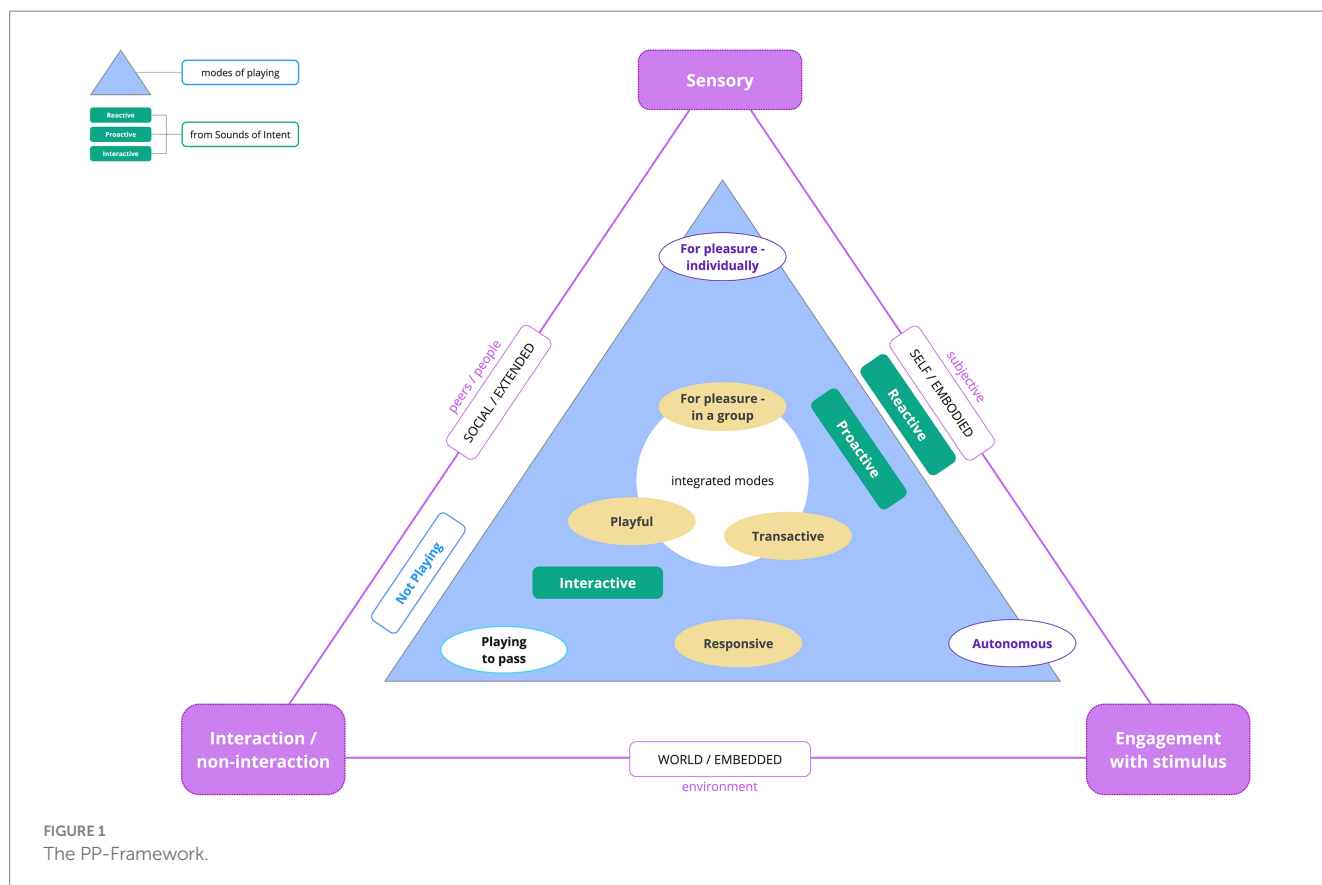 modes of playing
Reactive
Proactive
Interactive
from Sounds of Intent
Sensory
For pleasure -
individually
peers / people
SOCIAL / EXTENDED
subjective
SELF / EMBODIED
Reactive
Proactive
For pleasure -
in a group
integrated modes
Playful
Transactive
Not Playing
Interactive
Playing
to pass
Responsive
Autonomous
Interaction /
non-interaction
WORLD / EMBEDDED
environment
Engagement
with stimulus
FIGURE 1
The PP-Framework.